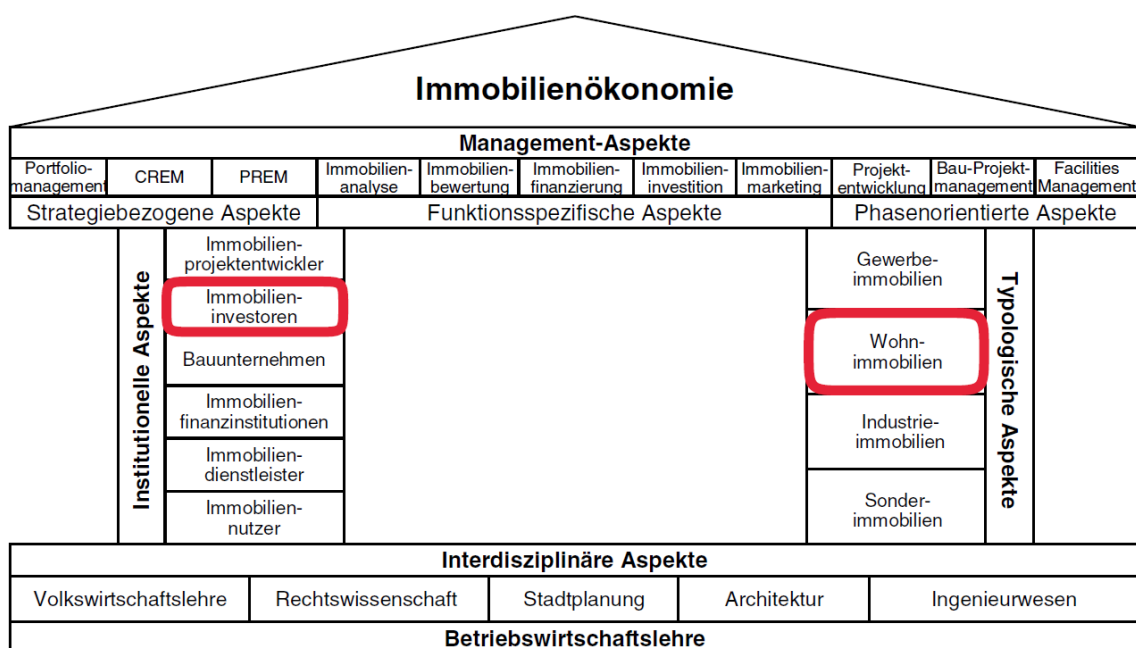 Immobilienökonomie
Management-Aspekte
Portfolio-
management
CREM
PREM
Immobilien-
analyse
Immobilien-
bewertung
Immobilien-
finanzierung
Immobilien-
investition
Immobilien-
marketing
Projekt-
entwicklung
Bau-Projekt-
management
Facilities
Management
Strategiebezogene Aspekte
Funktionsspezifische Aspekte
Phasenorientierte Aspekte
Institutionelle Aspekte
Immobilien-
projektentwickler
Immobilien-
investoren
Bauunternehmen
Immobilien-
finanzinstitutionen
Immobilien-
dienstleister
Immobilien-
nutzer
Gewerbe-
immobilien
Wohn-
immobilien
Industrie-
immobilien
Sonder-
immobilien
Typologische Aspekte
Interdisziplinäre Aspekte
Volkswirtschaftslehre
Rechtswissenschaft
Stadtplanung
Architektur
Ingenieurwesen
Betriebswirtschaftslehre